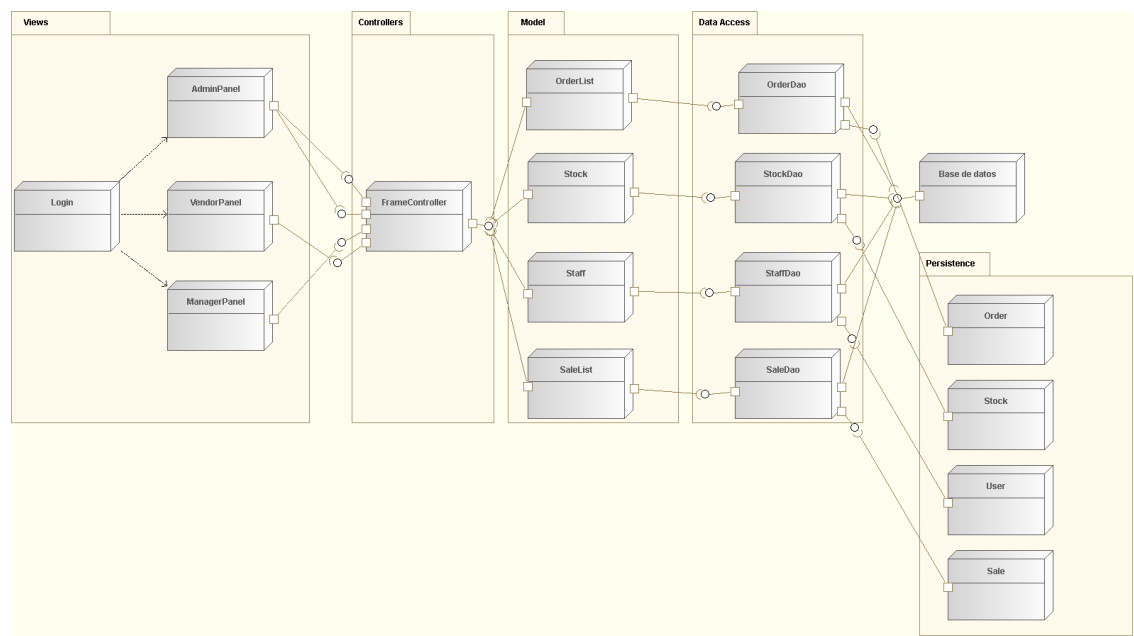 Views
Controllers
Model
Data Access
AdminPanel
OrderList
OrderDao
Login
VendorPanel
FrameController
Stock
StockDao
Base de datos
ManagerPanel
Staff
StaffDao
Persistence
Order
SaleList
SaleDao
Stock
User
Sale